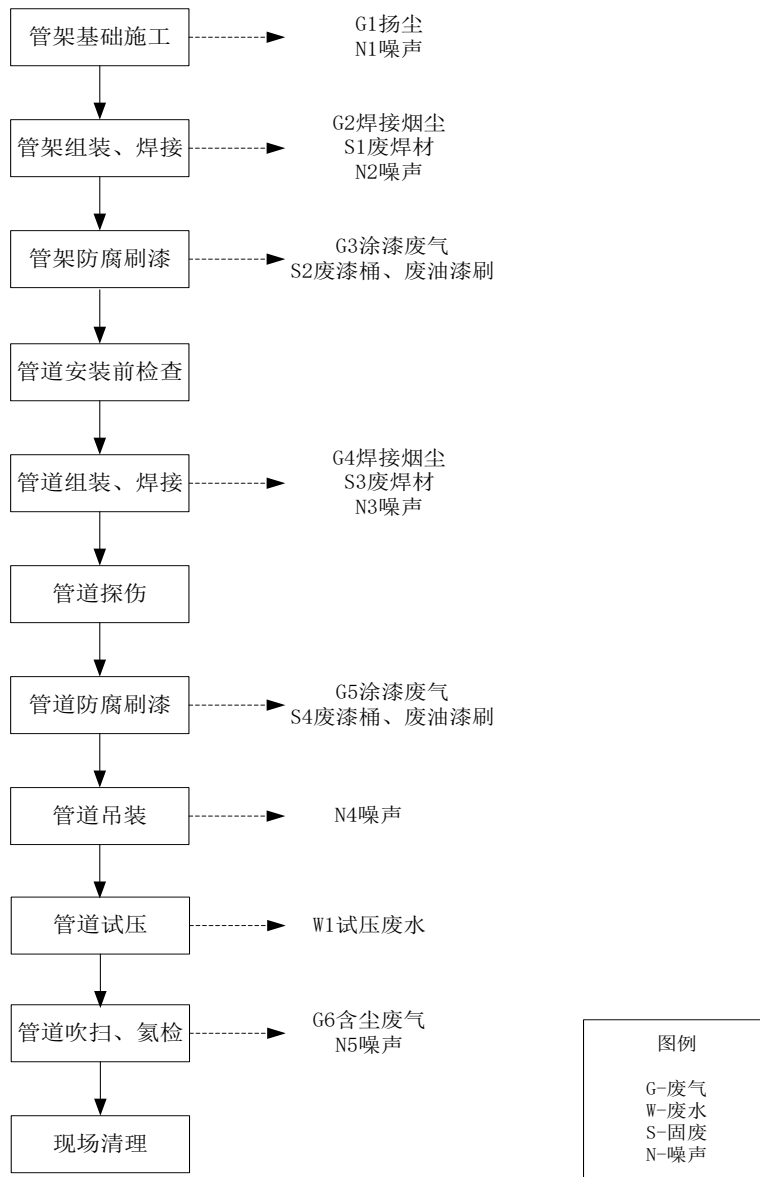 管架基础施工
G1扬尘
N1噪声
管架组装、焊接
G2焊接烟尘
S1废焊材
N2噪声
管架防腐刷漆
G3涂漆废气
S2废漆桶、废油漆刷
管道安装前检查
管道组装、焊接
G4焊接烟尘
S3废焊材
N3噪声
管道探伤
管道防腐刷漆
G5涂漆废气
S4废漆桶、废油漆刷
管道吊装
N4噪声
管道试压
W1试压废水
管道吹扫、氦检
G6含尘废气
N5噪声
现场清理
图例
G-废气
W-废水
S-固废
N-噪声